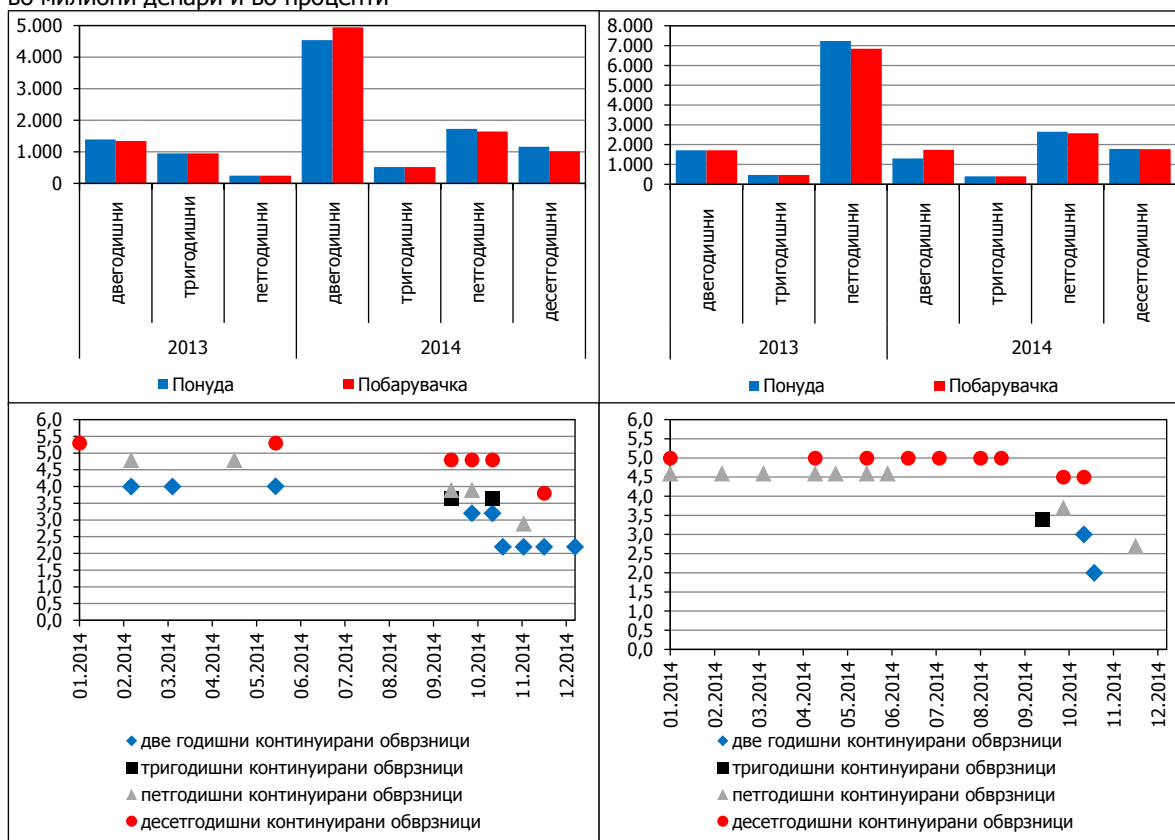 во милиони денари и во проценти
5.000
4.000
3.000
2.000
1.000
0
двегодишни
тригодишни
петгодишни
двегодишни
тригодишни
петгодишни
десетгодишни
2013
2014
Понуда
Побарувачка
8.000
7.000
6.000
5.000
4.000
3.000
2.000
1.000
0
двегодишни
тригодишни
петгодишни
двегодишни
тригодишни
петгодишни
десетгодишни
2013
2014
Понуда
Побарувачка
6,0
5,5
5,0
4,5
4,0
3,5
3,0
2,5
2,0
1,5
1,0
0,5
0,0
01.2014
02.2014
03.2014
04.2014
05.2014
06.2014
07.2014
08.2014
09.2014
10.2014
11.2014
12.2014
две годишни континуирани обврзници
тригодишни континуирани обврзници
петгодишни континуирани обврзници
десетгодишни континуирани обврзници
6,0
5,5
5,0
4,5
4,0
3,5
3,0
2,5
2,0
1,5
1,0
0,5
0,0
01.2014
02.2014
03.2014
04.2014
05.2014
06.2014
07.2014
08.2014
09.2014
10.2014
11.2014
12.2014
две годишни континуирани обврзници
тригодишни континуирани обврзници
петгодишни континуирани обврзници
десетгодишни континуирани обврзници